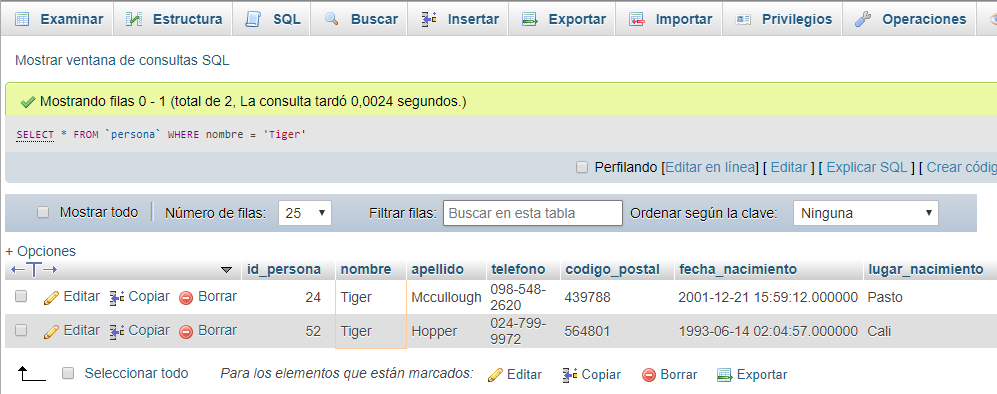 Examinar Estructura SQL Buscar Insertar Exportar Importar Privilegios Operaciones
Mostrar ventana de consultas SQL
Mostrando filas 0 - 1 (total de 2, La consulta tardó 0,0024 segundos.)
SELECT * FROM `persona` WHERE nombre = 'Tiger'
Perfilando [Editar en línea] [ Editar ] [ Explicar SQL ] [ Crear códig
Mostrar todo Número de filas: 25 Filtrar filas: Buscar en esta tabla Ordenar según la clave: Ninguna
+ Opciones
id_persona nombre apellido telefono codigo_postal fecha_nacimiento lugar_nacimiento
Editar Copiar Borrar 24 Tiger Mccullough 098-548-2620 439788 2001-12-21 15:59:12.000000 Pasto
Editar Copiar Borrar 52 Tiger Hopper 024-799-9972 564801 1993-06-14 02:04:57.000000 Cali
Seleccionar todo Para los elementos que están marcados: Editar Copiar Borrar Exportar